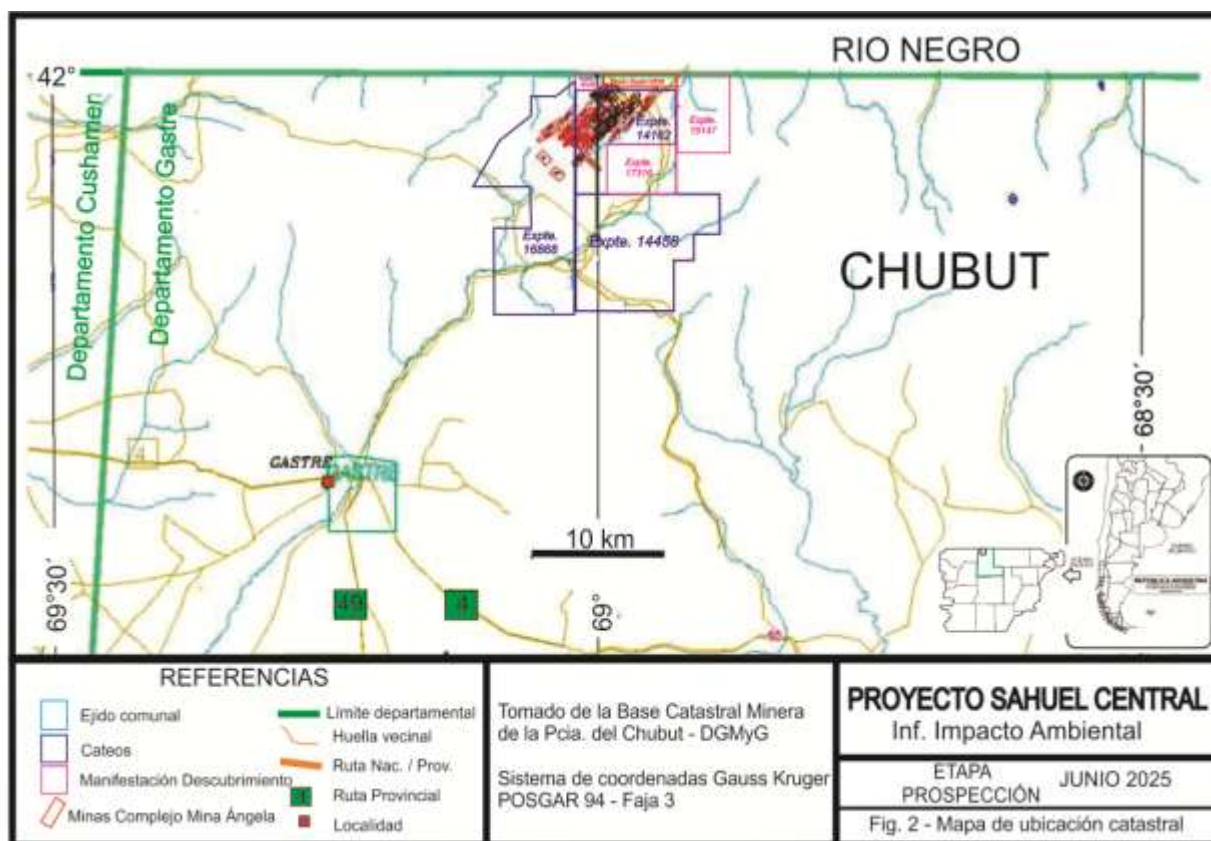 RIO NEGRO
42°
Departamento Cushamen
Departamento Gasfre
Expte.
14162
Expte.
Expte.
Expte.
16868
Expte. 14458
CHUBUT
68°30´
4
GASTRE
GASTRE
10 km
69°30´
49
4
69°
REFERENCIAS
Ejido comunal
Cateos
Manifestación Descubrimiento
Minas Complejo Mina Ángela
Límite departamental
Huella vecinal
Ruta Nac. / Prov.
Ruta Provincial
Localidad
Tomado de la Base Catastral Minera
de la Pcia. del Chubut - DGMyG
Sistema de coordenadas Gauss Kruger
POSGAR 94 - Faja 3
PROYECTO SAHUEL CENTRAL
Inf. Impacto Ambiental
ETAPA
PROSPECCIÓN
JUNIO 2025
Fig. 2 - Mapa de ubicación catastral